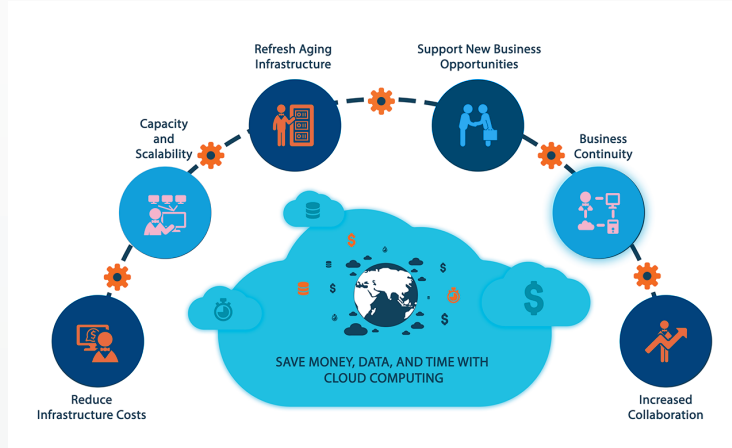 Refresh Aging
Infrastructure
Support New Business
Opportunities
Capacity
and
Scalability
Business
Continuity
$
$
$
$
$
$
SAVE MONEY, DATA, AND TIME WITH
CLOUD COMPUTING
Reduce
Infrastructure Costs
Increased
Collaboration